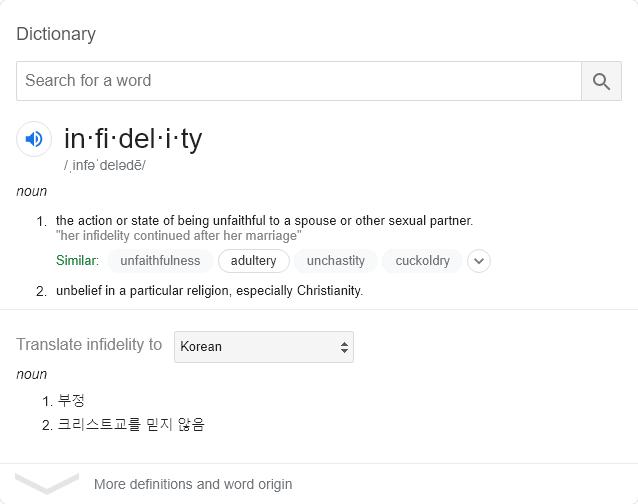 Dictionary
Search for a word
in·fi·del·i·ty
/ˌinfəˈdelədē/
noun
1. the action or state of being unfaithful to a spouse or other sexual partner.
"her infidelity continued after her marriage"
Similar: unfaithfulness adultery unchastity cuckoldry
2. unbelief in a particular religion, especially Christianity.
Translate infidelity to Korean
noun
1. 부정
2. 크리스트교를 믿지 않음
More definitions and word origin